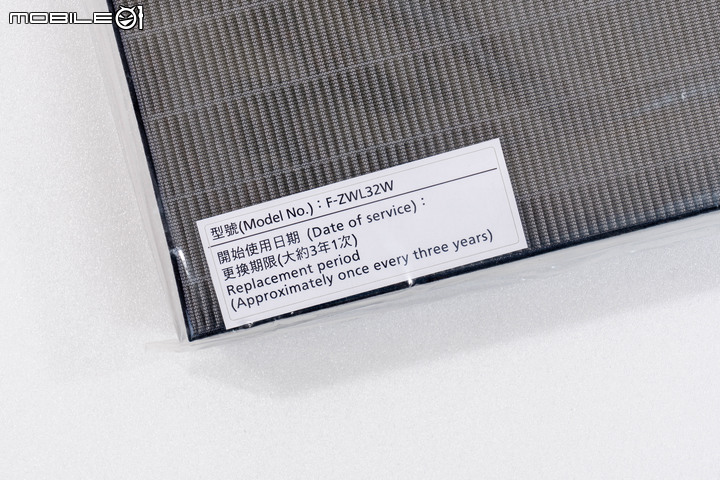 MOBILE01
型號(Model No.)：F-ZWL32W
開始使用日期 (Date of service)：
更換期限(大約3年1次)
Replacement period
(Approximately once every three years)